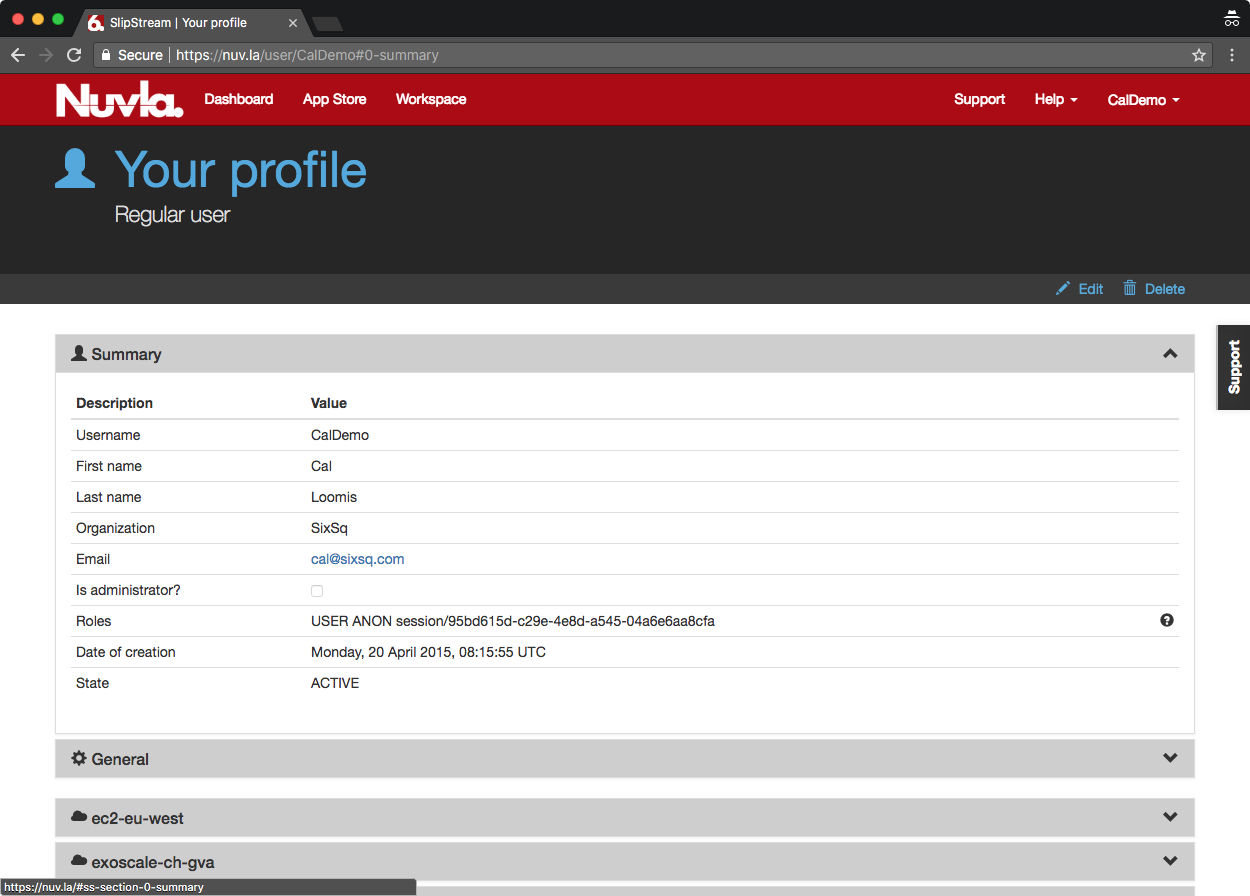 SlipStream | Your profile
Secure https://nuv.la/user/CalDemo#0-summary
Nuvla. Dashboard App Store Workspace Support Help CalDemo
Your profile
Regular user
Edit Delete
Support
Summary
Description Value
Username CalDemo
First name Cal
Last name Loomis
Organization SixSq
Email cal@sixsq.com
Is administrator?
Roles USER ANON session/95bd615d-c29e-4e8d-a545-04a6e6aa8cfa
Date of creation Monday, 20 April 2015, 08:15:55 UTC
State ACTIVE
General
ec2-eu-west
exoscale-ch-gva
https://nuv.la/#ss-section-0-summary